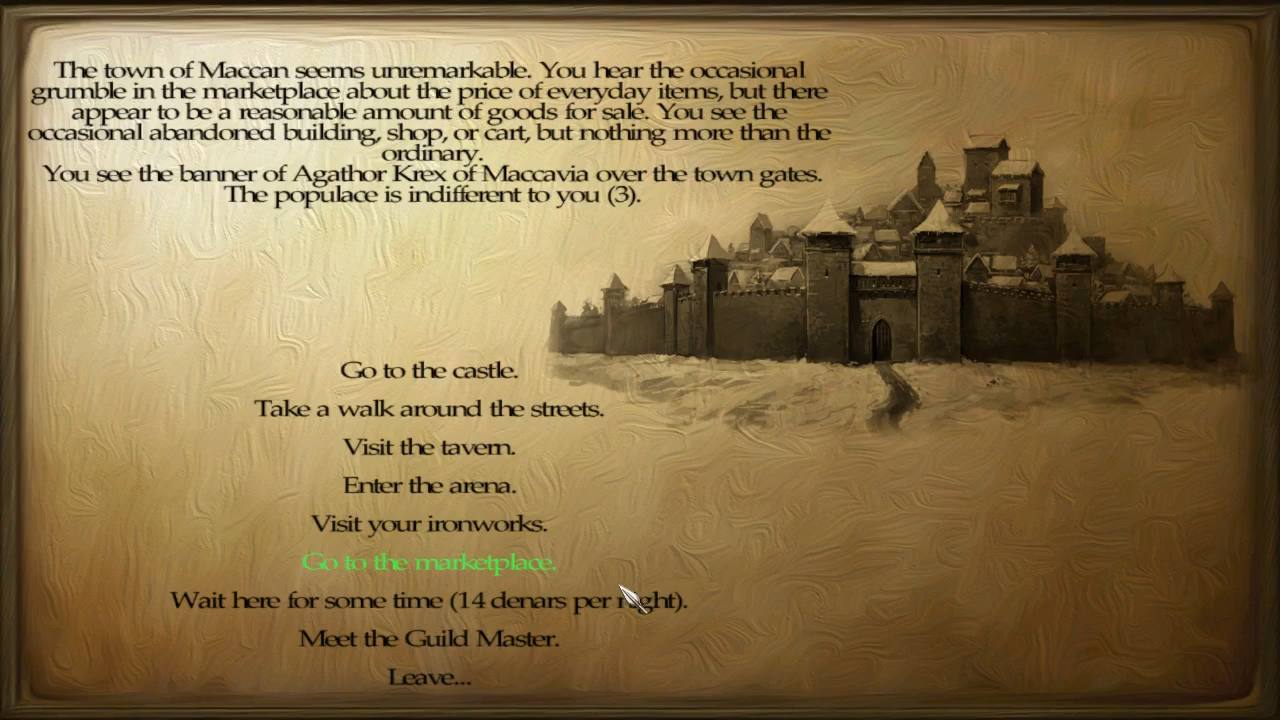 The town of Maccan seems unremarkable. You hear the occasional
grumble in the marketplace about the price of everyday items, but there
appear to be a reasonable amount of goods for sale. You see the
occasional abandoned building, shop, or cart, but nothing more than the
ordinary.
You see the banner of Agathor Krex of Maccavia over the town gates.
The populace is indifferent to you (3).
Go to the castle.
Take a walk around the streets.
Visit the tavern.
Enter the arena.
Visit your ironworks.
Go to the marketplace.
Wait here for some time (14 denars per night).
Meet the Guild Master.
Leave...